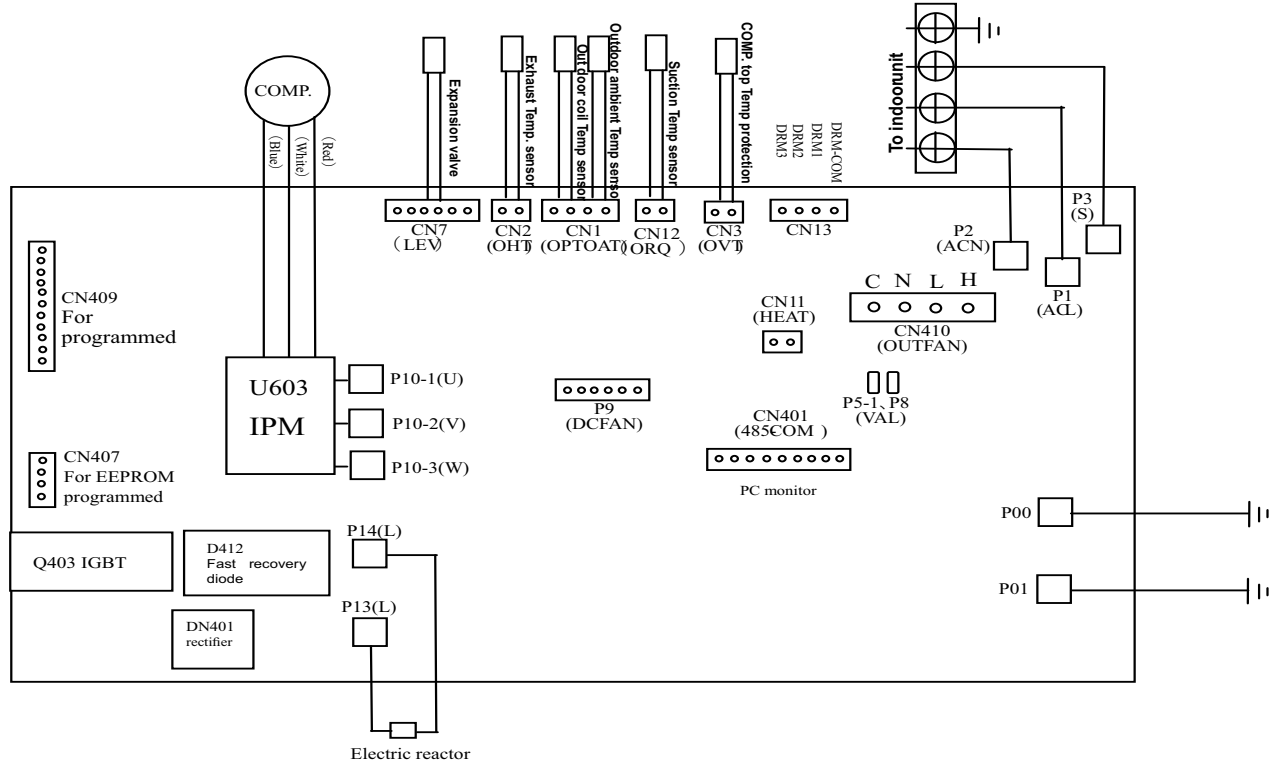 COMP.
(Blue)
(White)
(Red)
Expansion valve
Exhaust Temp. sensor
Out door coil Temp sensor
Outdoor ambient Temp senso
Suction Temp sensor
COMP. top Temp protection
DRM3
DRM2
DRM1
DRM-COM
To indoorunit
CN7
(LEV)
CN2
(OHT)
CN1
(OPTOAT)
CN12
(ORQ )
CN3
(OVT)
CN13
P2
(ACN)
P3
(S)
P1
(ACL)
CN409
For
programmed
C N L H
CN11
(HEAT)
CN410
(OUTFAN)
U603
IPM
P10-1(U)
P10-2(V)
P10-3(W)
P9
(DCFAN)
P5-1、P8
(VAL)
CN401
(485-COM )
PC monitor
CN407
For EEPROM
programmed
P00
P01
Q403 IGBT
D412
Fast recovery
diode
P14(L)
P13(L)
DN401
rectifier
Electric reactor